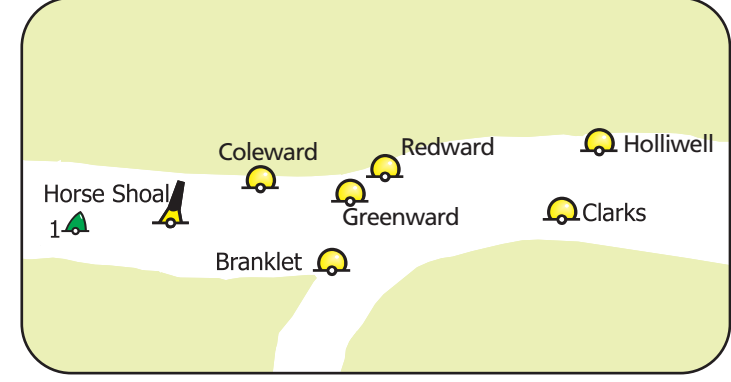 Coleward
Redward
Holliwell
Horse Shoal
1
Greenward
Clarks
Branklet